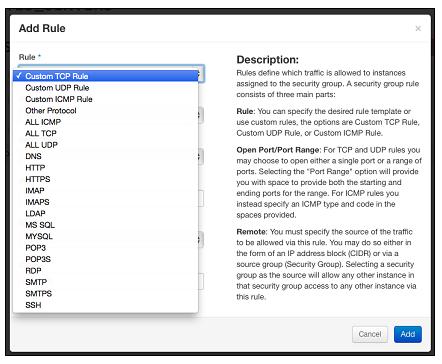 Add Rule
×
Rule *
✓ Custom TCP Rule
Custom UDP Rule
Custom ICMP Rule
Other Protocol
ALL ICMP
ALL TCP
ALL UDP
DNS
HTTP
HTTPS
IMAP
IMAPS
LDAP
MS SQL
MYSQL
POP3
POP3S
RDP
SMTP
SMTPS
SSH
Description:
Rules define which traffic is allowed to instances
assigned to the security group. A security group rule
consists of three main parts:
Rule: You can specify the desired rule template or
use custom rules, the options are Custom TCP Rule,
Custom UDP Rule, or Custom ICMP Rule.
Open Port/Port Range: For TCP and UDP rules you
may choose to open either a single port or a range of
ports. Selecting the "Port Range" option will provide
you with space to provide both the starting and
ending ports for the range. For ICMP rules you
instead specify an ICMP type and code in the
spaces provided.
Remote: You must specify the source of the traffic
to be allowed via this rule. You may do so either in
the form of an IP address block (CIDR) or via a
source group (Security Group). Selecting a security
group as the source will allow any other instance in
that security group access to any other instance via
this rule.
Cancel
Add